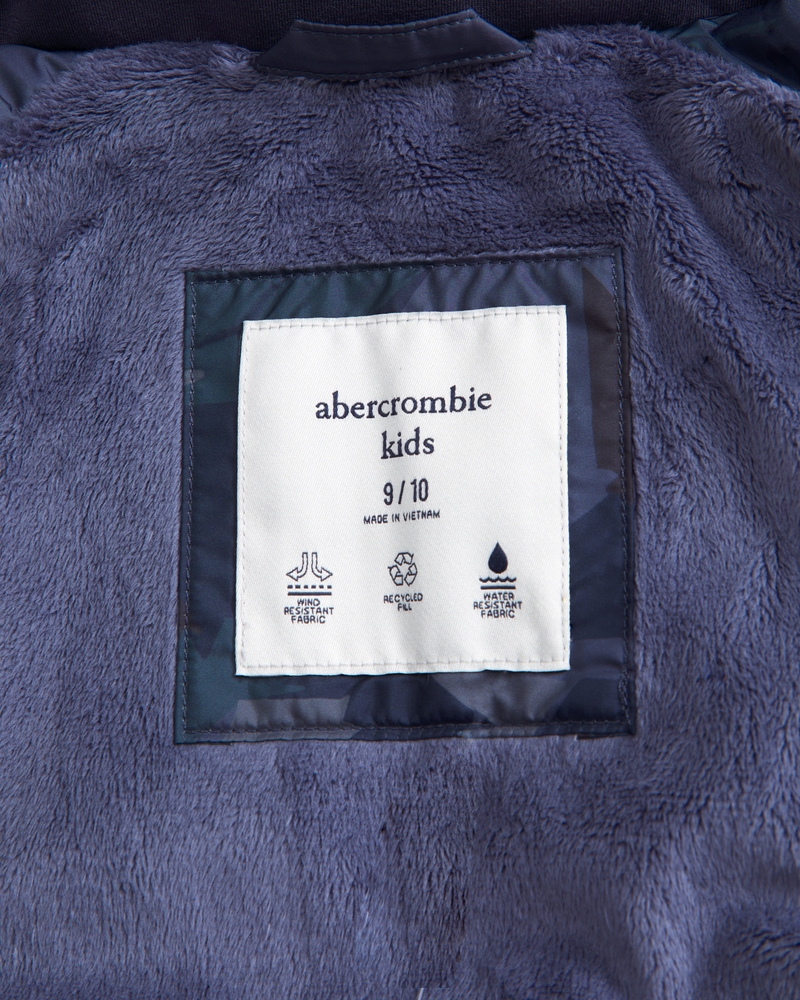 abercrombie
kids
9/10
MADE IN VIETNAM
WIND
RESISTANT
FABRIC
RECYCLED
FILL
WATER
RESISTANT
FABRIC